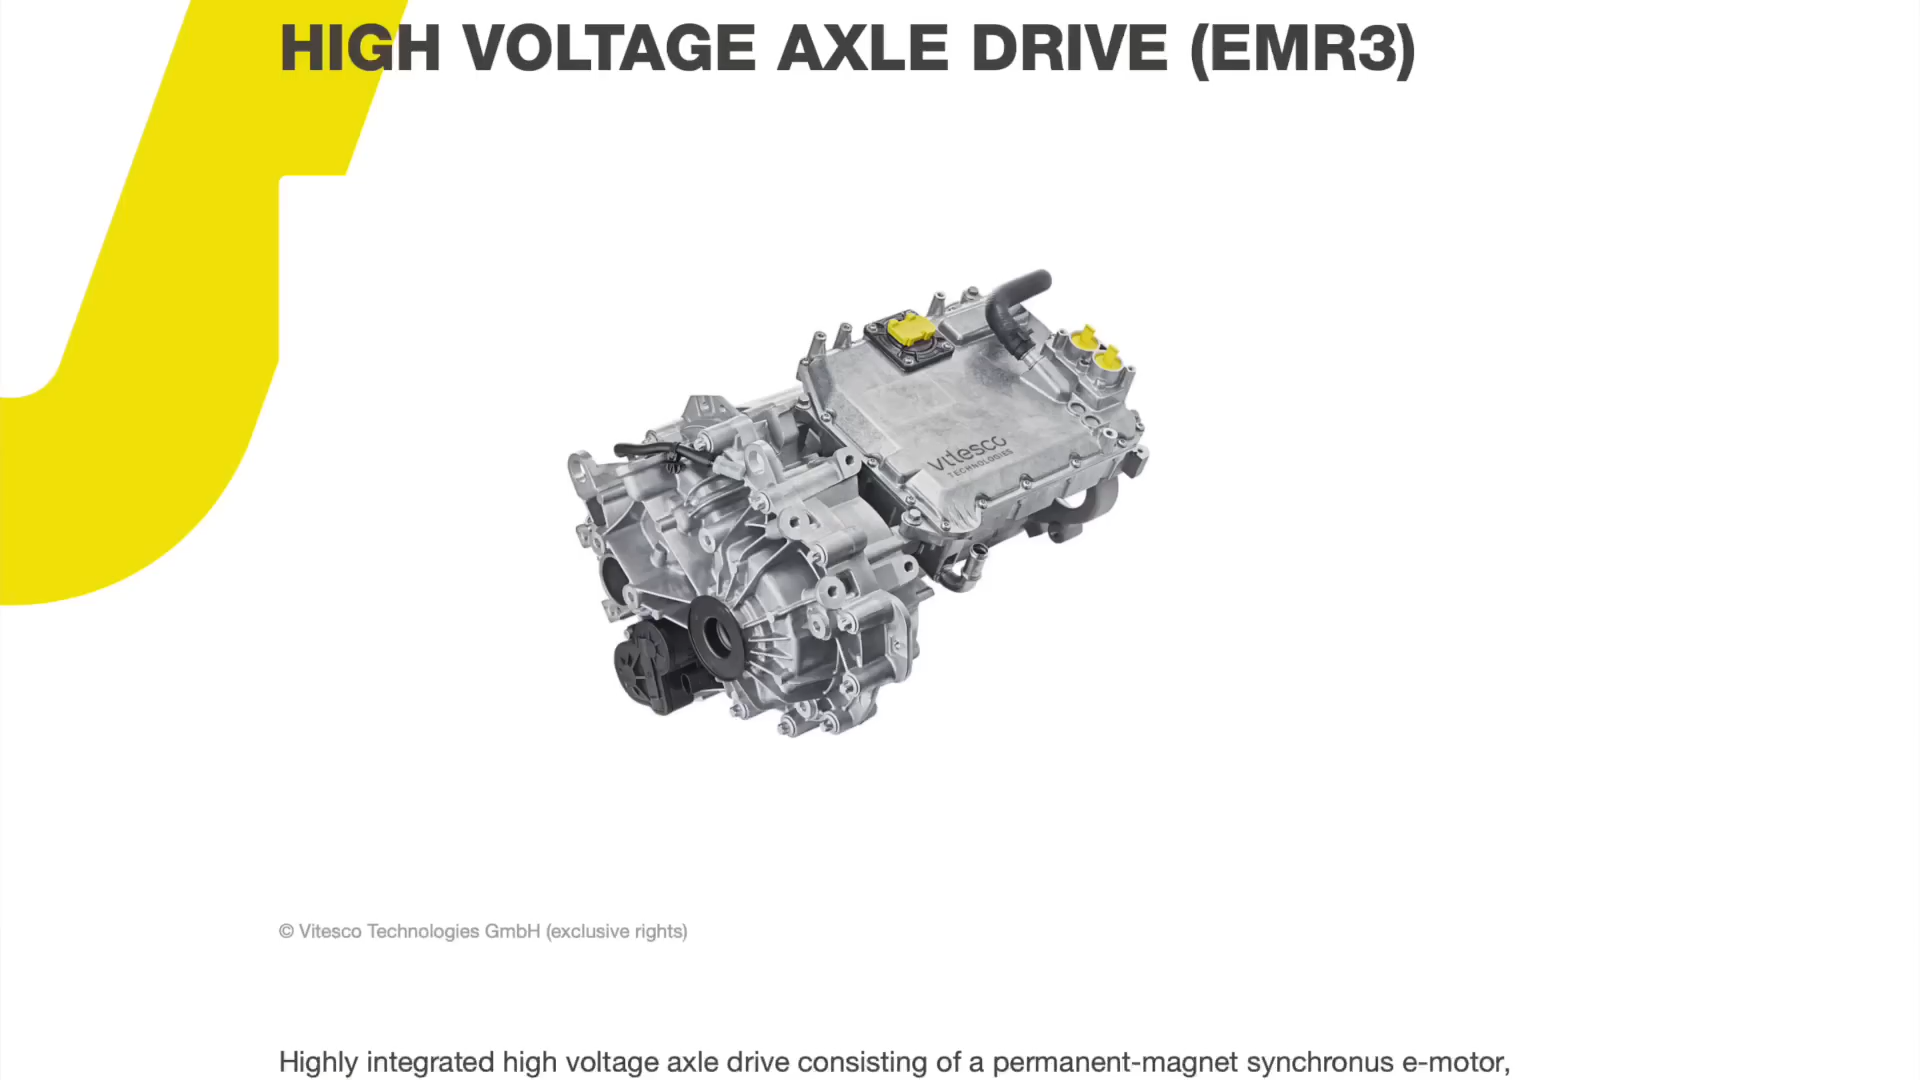 HIGH VOLTAGE AXLE DRIVE (EMR3)
vitesco
TECHNOLOGIES
© Vitesco Technologies GmbH (exclusive rights)
Highly integrated high voltage axle drive consisting of a permanent-magnet synchronus e-motor,